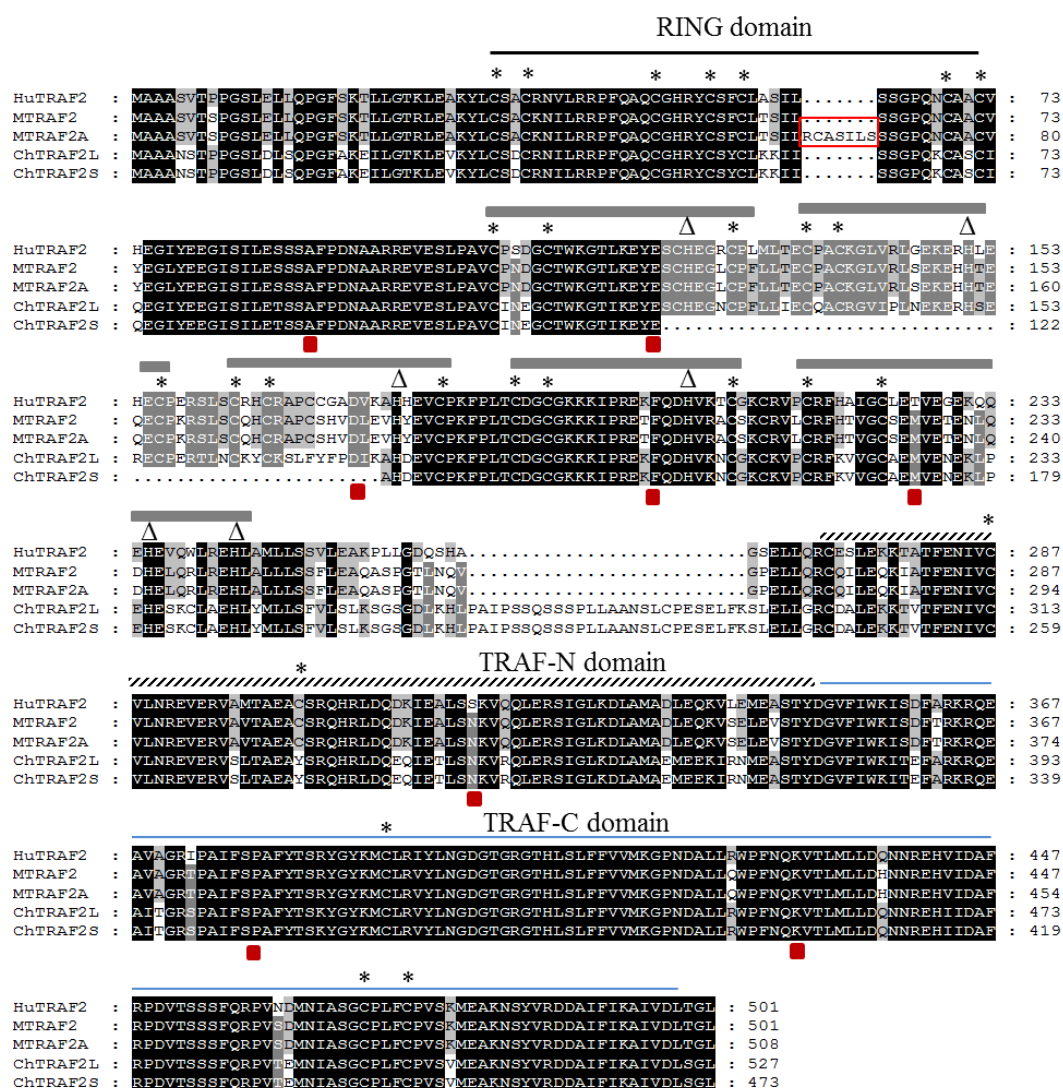 RING domain
* * * * * * *
HuTRAF2 : MAAASVTPPGSLELLQPGFSKTLLGTKLEAKYLCSACRNVLRRPFQAQCGHRYCSFCLASIL.......SSGPQNCAACV : 73
MTRAF2 : MAAASVTSPGSLELLQPGFSKTLLGTRLEAKYLCSACKNILRRPFQAQCGHRYCSFCLTSIL.......SSGPQNCAACV : 73
MTRAF2A : MAAASVTSPGSLELLQPGFSKTLLGTRLEAKYLCSACKNILRRPFQAQCGHRYCSFCLTSILRCASILSSSGPQNCAACV : 80
ChTRAF2L : MAAANSTPPGSLDLSQPGFAKEILGTKLEVKYLCSDCRNILRRPFQAQCGHRYCSYCLKKII.......SSGPQKCASCI : 73
ChTRAF2S : MAAANSTPPGSLDLSQPGFAKEILGTKLEVKYLCSDCRNILRRPFQAQCGHRYCSYCLKKII.......SSGPQKCASCI : 73
* * Δ * * * Δ
HuTRAF2 : HEGIYEEGISILESSSAFPDNAARREVESLPAVCPSDGCTWKGTLKEYESCHEGRCPLMLTECPACKGLVRLGEKERHLE : 153
MTRAF2 : YEGLYEEGISILESSSAFPDNAARREVESLPAVCPNDGCTWKGTLKEYESCHEGLCPFLLTECPACKGLVRLSEKEHHTE : 153
MTRAF2A : YEGLYEEGISILESSSAFPDNAARREVESLPAVCPNDGCTWKGTLKEYESCHEGLCPFLLTECPACKGLVRLSEKEHHTE : 160
ChTRAF2L : QEGIYEEGISILETSSAFPDNAARREVESLPAVCINEGCTWKGTIKEYESCHEGNCPFLLIECQACRGVIPLNEKERHSE : 153
ChTRAF2S : QEGIYEEGISILETSSAFPDNAARREVESLPAVCINEGCTWKGTIKEYE............................... : 122
* * * Δ * * * Δ * * *
HuTRAF2 : HECPERSLSCRHCRAPCCGADVKAHHEVCPKFPLTCDGCGKKKIPREKFQDHVKTCGKCRVPCRFHAIGCLETVEGEKQQ : 233
MTRAF2 : QECPKRSLSCQHCRAPCSHVDLEVHYEVCPKFPLTCDGCGKKKIPRETFQDHVRACSKCRVLCRFHTVGCSEMVETENLQ : 233
MTRAF2A : QECPKRSLSCQHCRAPCSHVDLEVHYEVCPKFPLTCDGCGKKKIPRETFQDHVRACSKCRVLCRFHTVGCSEMVETENLQ : 240
ChTRAF2L : RECPERTLNCKYCKSLFYFPDIKAHDEVCPKFPLTCDGCGKKKIPREKFQDHVKNCGKCKVPCRFKVVGCAEMVENEKLP : 233
ChTRAF2S : .......................AHDEVCPKFPLTCDGCGKKKIPREKFQDHVKNCGKCKVPCRFKVVGCAEMVENEKLP : 179
Δ Δ *
HuTRAF2 : EHEVQWLREHLAMLLSSVLEAKPLLGDQSHA..........................GSELLQRCESLEKKTATFENIVC : 287
MTRAF2 : DHELQRLREHLALLLSSFLEAQASPGTLNQV..........................GPELLQRCQILEQKIATFENIVC : 287
MTRAF2A : DHELQRLREHLALLLSSFLEAQASPGTLNQV..........................GPELLQRCQILEQKIATFENIVC : 294
ChTRAF2L : EHESKCLAEHLYMLLSFVLSLKSGSGDLKHLPAIPSSQSSSPLLAANSLCPESELFKSLELLGRCDALEKKTVTFENIVC : 313
ChTRAF2S : EHESKCLAEHLYMLLSFVLSLKSGSGDLKHLPAIPSSQSSSPLLAANSLCPESELFKSLELLGRCDALEKKTVTFENIVC : 259
* TRAF-N domain
HuTRAF2 : VLNREVERVAMTAEACSRQHRLDQDKIEALSSKVQQLERSIGLKDLAMADLEQKVLEMEASTYDGVFIWKISDFARKRQE : 367
MTRAF2 : VLNREVERVAVTAEACSRQHRLDQDKIEALSNKVQQLERSIGLKDLAMADLEQKVSELEVSTYDGVFIWKISDFTRKRQE : 367
MTRAF2A : VLNREVERVAVTAEACSRQHRLDQDKIEALSNKVQQLERSIGLKDLAMADLEQKVSELEVSTYDGVFIWKISDFTRKRQE : 374
ChTRAF2L : VLNREVERVSLTAEAYSRQHRLDQEQIETLSNKVRQLERSIGLKDLAMAEMEEKIRNMEASTYDGVFIWKITEFARKRQE : 393
ChTRAF2S : VLNREVERVSLTAEAYSRQHRLDQEQIETLSNKVRQLERSIGLKDLAMAEMEEKIRNMEASTYDGVFIWKITEFARKRQE : 339
* TRAF-C domain
HuTRAF2 : AVAGRIPAIFSPAFYTSRYGYKMCLRIYLNGDGTGRGTHLSLFFVVMKGPNDALLRWPFNQKVTLMLLDQNNREHVIDAF : 447
MTRAF2 : AVAGRTPAIFSPAFYTSRYGYKMCLRVYLNGDGTGRGTHLSLFFVVMKGPNDALLQWPFNQKVTLMLLDHNNREHVIDAF : 447
MTRAF2A : AVAGRTPAIFSPAFYTSRYGYKMCLRVYLNGDGTGRGTHLSLFFVVMKGPNDALLQWPFNQKVTLMLLDHNNREHVIDAF : 454
ChTRAF2L : AITGRSPAIFSPAFYTSKYGYKMCLRVYLNGDGTGRGTHLSLFFVVMKGPNDALLRWPFNQKVTLMLLDQNNREHIIDAF : 473
ChTRAF2S : AITGRSPAIFSPAFYTSKYGYKMCLRVYLNGDGTGRGTHLSLFFVVMKGPNDALLRWPFNQKVTLMLLDQNNREHIIDAF : 419
* *
HuTRAF2 : RPDVTSSSFQRPVNDMNIASGCPLFCPVSKMEAKNSYVRDDAIFIKAIVDLTGL : 501
MTRAF2 : RPDVTSSSFQRPVSDMNIASGCPLFCPVSKMEAKNSYVRDDAIFIKAIVDLTGL : 501
MTRAF2A : RPDVTSSSFQRPVSDMNIASGCPLFCPVSKMEAKNSYVRDDAIFIKAIVDLTGL : 508
ChTRAF2L : RPDVTSSSFQRPVTEMNIASGCPLFCPVSVMEAKNSYVRDDAIFIKAIVDLSGL : 527
ChTRAF2S : RPDVTSSSFQRPVTEMNIASGCPLFCPVSVMEAKNSYVRDDAIFIKAIVDLSGL : 473